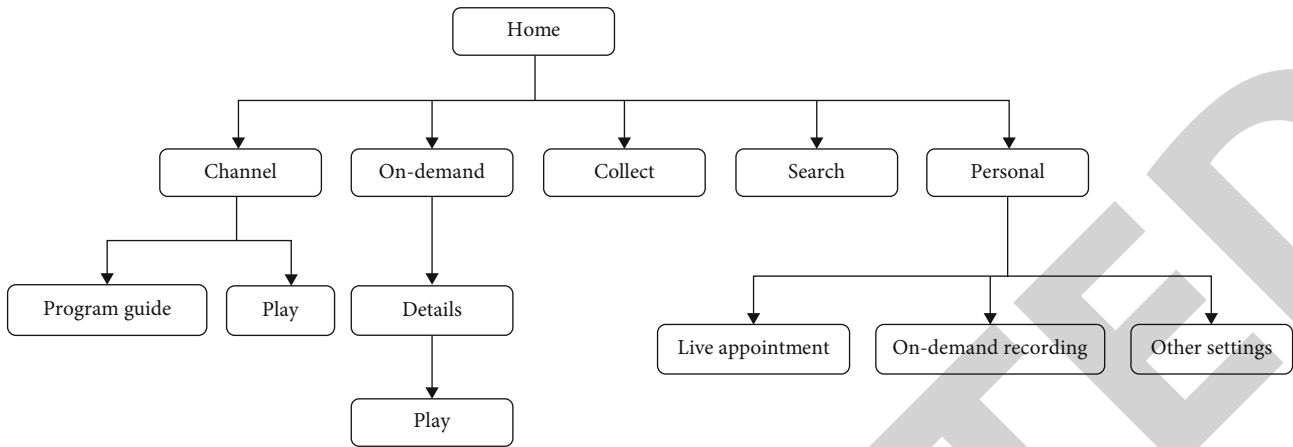 Home
Channel
On-demand
Collect
Search
Personal
Program guide
Play
Details
Live appointment
On-demand recording
Other settings
Play